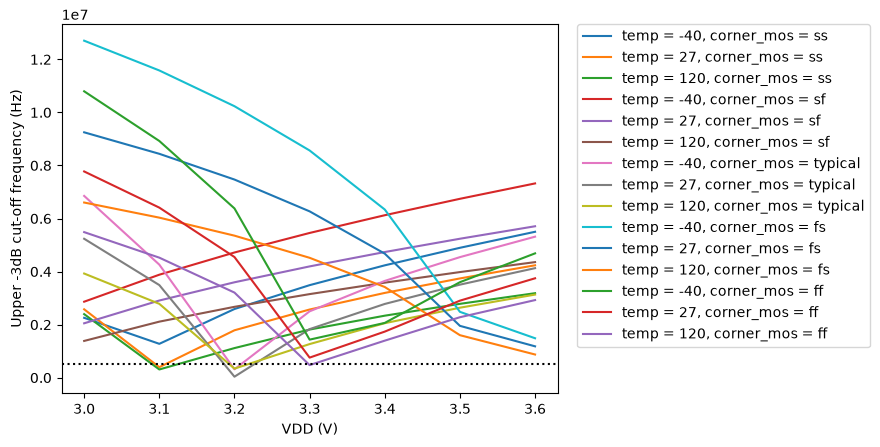 1e7
Upper -3dB cut-off frequency (Hz)
1.2
1.0
0.8
0.6
0.4
0.2
0.0
3.0 3.1 3.2 3.3 3.4 3.5 3.6
VDD (V)
temp = -40, corner_mos = ss
temp = 27, corner_mos = ss
temp = 120, corner_mos = ss
temp = -40, corner_mos = sf
temp = 27, corner_mos = sf
temp = 120, corner_mos = sf
temp = -40, corner_mos = typical
temp = 27, corner_mos = typical
temp = 120, corner_mos = typical
temp = -40, corner_mos = fs
temp = 27, corner_mos = fs
temp = 120, corner_mos = fs
temp = -40, corner_mos = ff
temp = 27, corner_mos = ff
temp = 120, corner_mos = ff